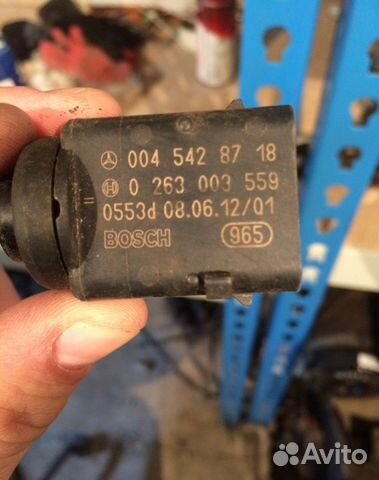 004 542 87 18
0 263 003 559
0553d 08.06.12/01
BOSCH 965
Avito